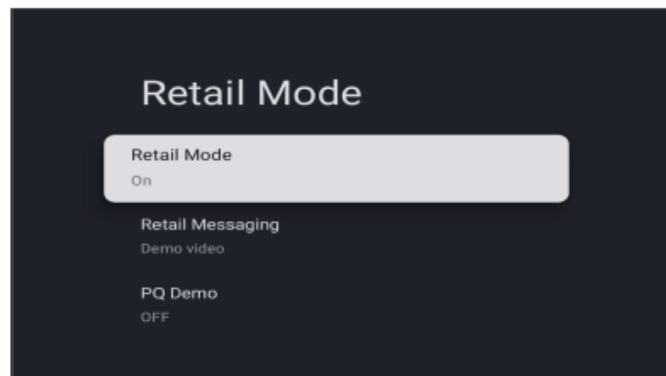 Retail Mode
Retail Mode
On
Retail Messaging
Demo video
PQ Demo
OFF